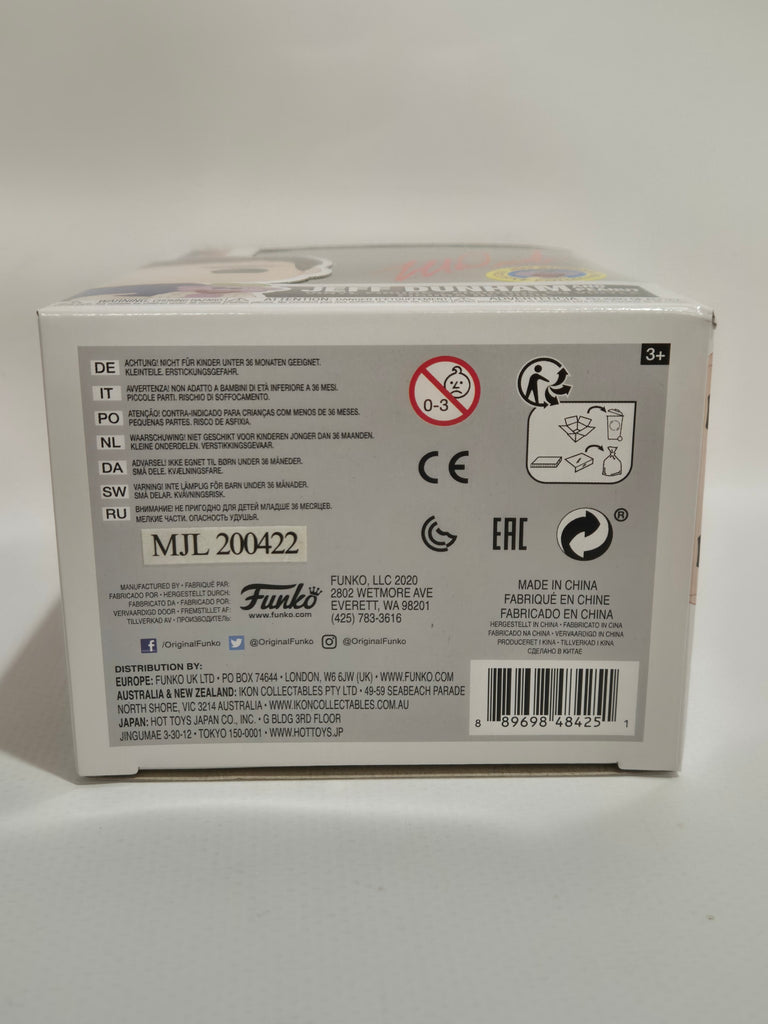 JEFF DUNHAM
3+
DE ACHTUNG! NICHT FÜR KINDER UNTER 36 MONATEN GEEIGNET.
KLEINTEILE. ERSTICKUNGSGEFAHR.
IT AVVERTENZA! NON ADATTO A BAMBINI DI ETÀ INFERIORE A 36 MESI.
PICCOLE PARTI. RISCHIO DI SOFFOCAMENTO.
PO ATENÇÃO! CONTRA-INDICADO PARA CRIANÇAS COM MENOS DE 36 MESES.
PEQUENAS PARTES. RISCO DE ASFIXIA.
NL WAARSCHUWING! NIET GESCHIKT VOOR KINDEREN JONGER DAN 36 MAANDEN.
KLEINE ONDERDELEN. VERSTIKKINGSGEVAAR.
DA ADVARSEL! IKKE EGNET TIL BØRN UNDER 36 MÅNEDER.
SMÅ DELE. KVÆLNINGSFARE.
SW VARNING! INTE LÄMPLIG FÖR BARN UNDER 36 MÅNADER.
SMÅ DELAR. KVÄVNINGSRISK.
RU ВНИМАНИЕ! НЕ ПРИГОДНО ДЛЯ ДЕТЕЙ МЛАДШЕ 36 МЕСЯЦЕВ.
МЕЛКИЕ ЧАСТИ. ОПАСНОСТЬ УДУШЬЯ.
0-3
CE
EAC
®
MJL 200422
MANUFACTURED BY • FABRIQUÉ PAR:
FABRICADO POR • HERGESTELLT DURCH:
FABBRICATO DA • FABRICADO POR:
VERVAARDIGD DOOR • FREMSTILLET AF:
TILLVERKAD AV • ПРОИЗВОДИТЕЛЬ:
Funko
www.funko.com
FUNKO, LLC 2020
2802 WETMORE AVE
EVERETT, WA 98201
(425) 783-3616
MADE IN CHINA
FABRIQUÉ EN CHINE
FABRICADO EN CHINA
HERGESTELLT IN CHINA • FABBRICATO IN CINA
FABRICADO NA CHINA • VERVAARDIGD IN CHINA
PRODUCERET I KINA • TILLVERKAD I KINA
СДЕЛАНО В КИТАЕ
/OriginalFunko @OriginalFunko @OriginalFunko
DISTRIBUTION BY:
EUROPE: FUNKO UK LTD • PO BOX 74644 • LONDON, W6 6JW (UK) • WWW.FUNKO.COM
AUSTRALIA & NEW ZEALAND: IKON COLLECTABLES PTY LTD • 49-59 SEABEACH PARADE
NORTH SHORE, VIC 3214 AUSTRALIA • WWW.IKONCOLLECTABLES.COM.AU
JAPAN: HOT TOYS JAPAN CO., INC. • G BLDG 3RD FLOOR
JINGUMAE 3-30-12 • TOKYO 150-0001 • WWW.HOTTOYS.JP
8 89698 48425 1